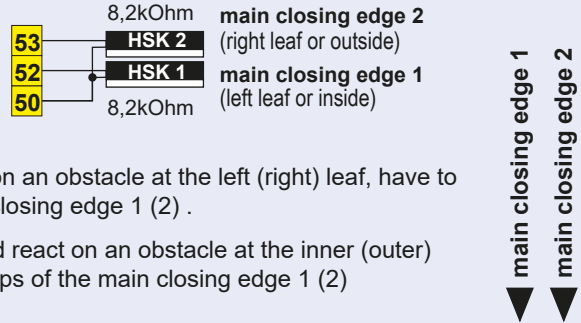 8,2kOhm
53
HSK 2
main closing edge 2
(right leaf or outside)
52
HSK 1
main closing edge 1
(left leaf or inside)
50
8,2kOhm
on an obstacle at the left (right) leaf, have to
closing edge 1 (2) .
react on an obstacle at the inner (outer)
of the main closing edge 1 (2)
main closing edge 1
main closing edge 2